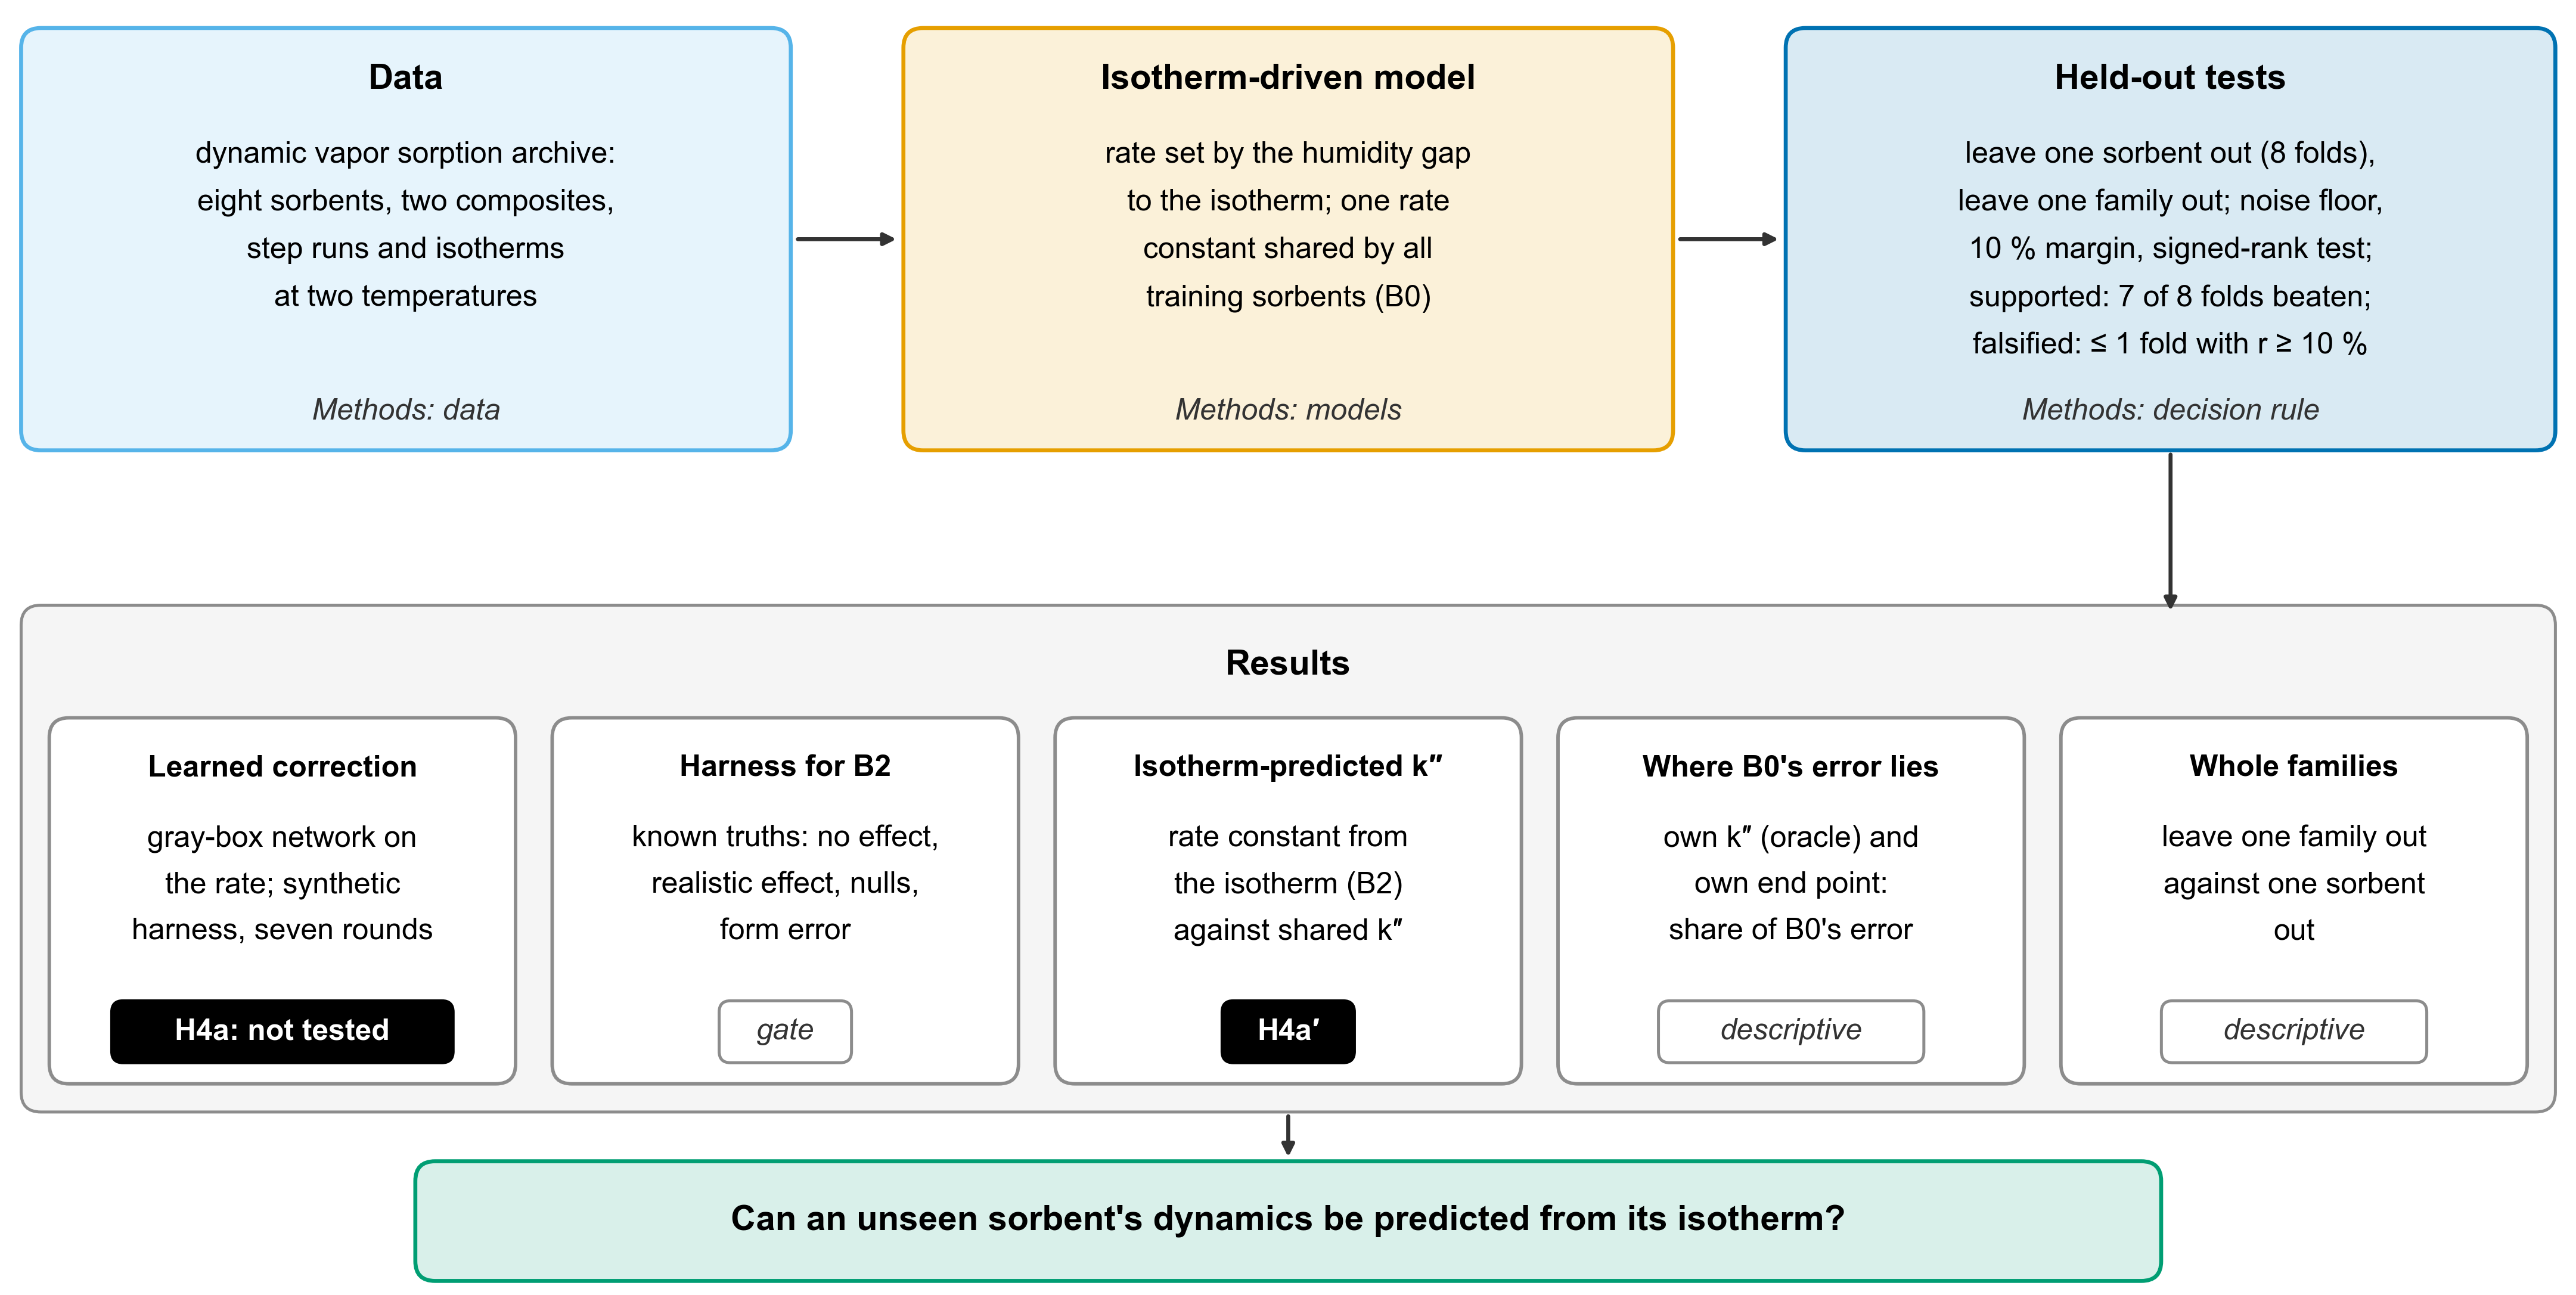 Data
dynamic vapor sorption archive:
eight sorbents, two composites,
step runs and isotherms
at two temperatures
Methods: data
Isotherm-driven model
rate set by the humidity gap
to the isotherm; one rate
constant shared by all
training sorbents (B0)
Methods: models
Held-out tests
leave one sorbent out (8 folds),
leave one family out; noise floor,
10 % margin, signed-rank test;
supported: 7 of 8 folds beaten;
falsified: ≤ 1 fold with r ≥ 10 %
Methods: decision rule
Results
Learned correction
gray-box network on
the rate; synthetic
harness, seven rounds
H4a: not tested
Harness for B2
known truths: no effect,
realistic effect, nulls,
form error
gate
Isotherm-predicted k″
rate constant from
the isotherm (B2)
against shared k″
H4a′
Where B0's error lies
own k″ (oracle) and
own end point:
share of B0's error
descriptive
Whole families
leave one family out
against one sorbent
out
descriptive
Can an unseen sorbent's dynamics be predicted from its isotherm?